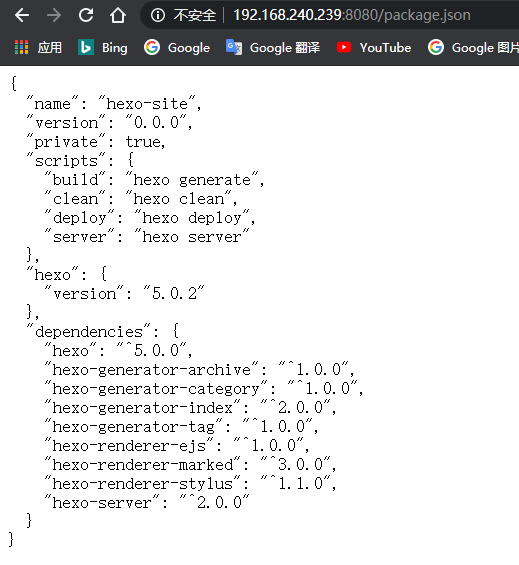 不安全 | 192.168.240.239:8080/package.json
应用 Bing Google Google 翻译 YouTube Google 图片
{
  "name": "hexo-site",
  "version": "0.0.0",
  "private": true,
  "scripts": {
    "build": "hexo generate",
    "clean": "hexo clean",
    "deploy": "hexo deploy",
    "server": "hexo server"
  },
  "hexo": {
    "version": "5.0.2"
  },
  "dependencies": {
    "hexo": "^5.0.0",
    "hexo-generator-archive": "^1.0.0",
    "hexo-generator-category": "^1.0.0",
    "hexo-generator-index": "^2.0.0",
    "hexo-generator-tag": "^1.0.0",
    "hexo-renderer-ejs": "^1.0.0",
    "hexo-renderer-marked": "^3.0.0",
    "hexo-renderer-stylus": "^1.1.0",
    "hexo-server": "^2.0.0"
  }
}